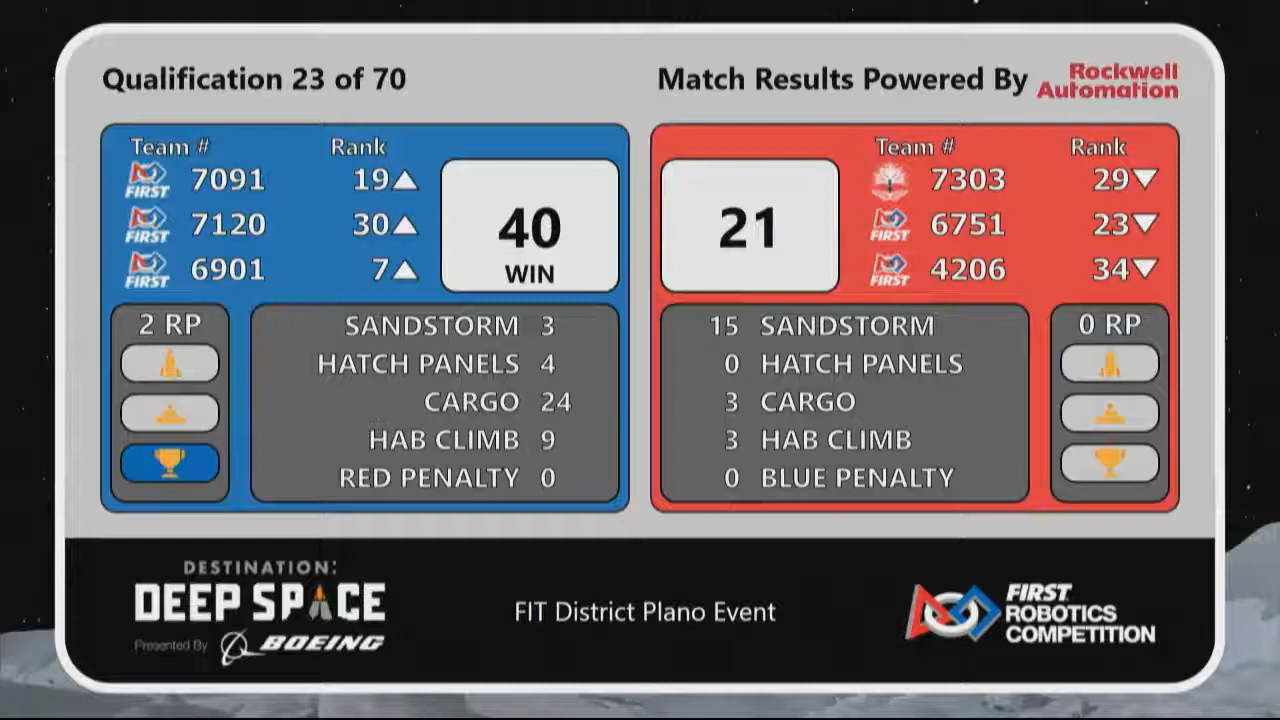 Qualification 23 of 70
Match Results Powered By Rockwell Automation
Team # Rank
FIRST 7091 19
FIRST 7120 30
FIRST 6901 7
40
WIN
2 RP
SANDSTORM 3
HATCH PANELS 4
CARGO 24
HAB CLIMB 9
RED PENALTY 0
21
Team # Rank
7303 29
FIRST 6751 23
FIRST 4206 34
15 SANDSTORM
0 HATCH PANELS
3 CARGO
3 HAB CLIMB
0 BLUE PENALTY
0 RP
DESTINATION:
DEEP SPACE
Presented By BOEING
FIT District Plano Event
FIRST
ROBOTICS
COMPETITION